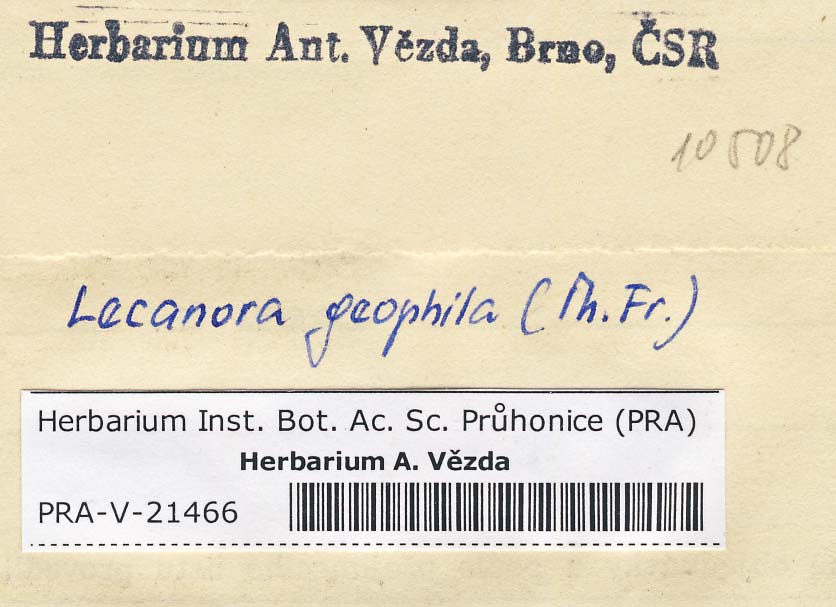 Herbarium Ant. Vězda, Brno, ČSR
10508
Lecanora geophila (Th. Fr.)
Herbarium Inst. Bot. Ac. Sc. Průhonice (PRA)
Herbarium A. Vězda
PRA-V-21466